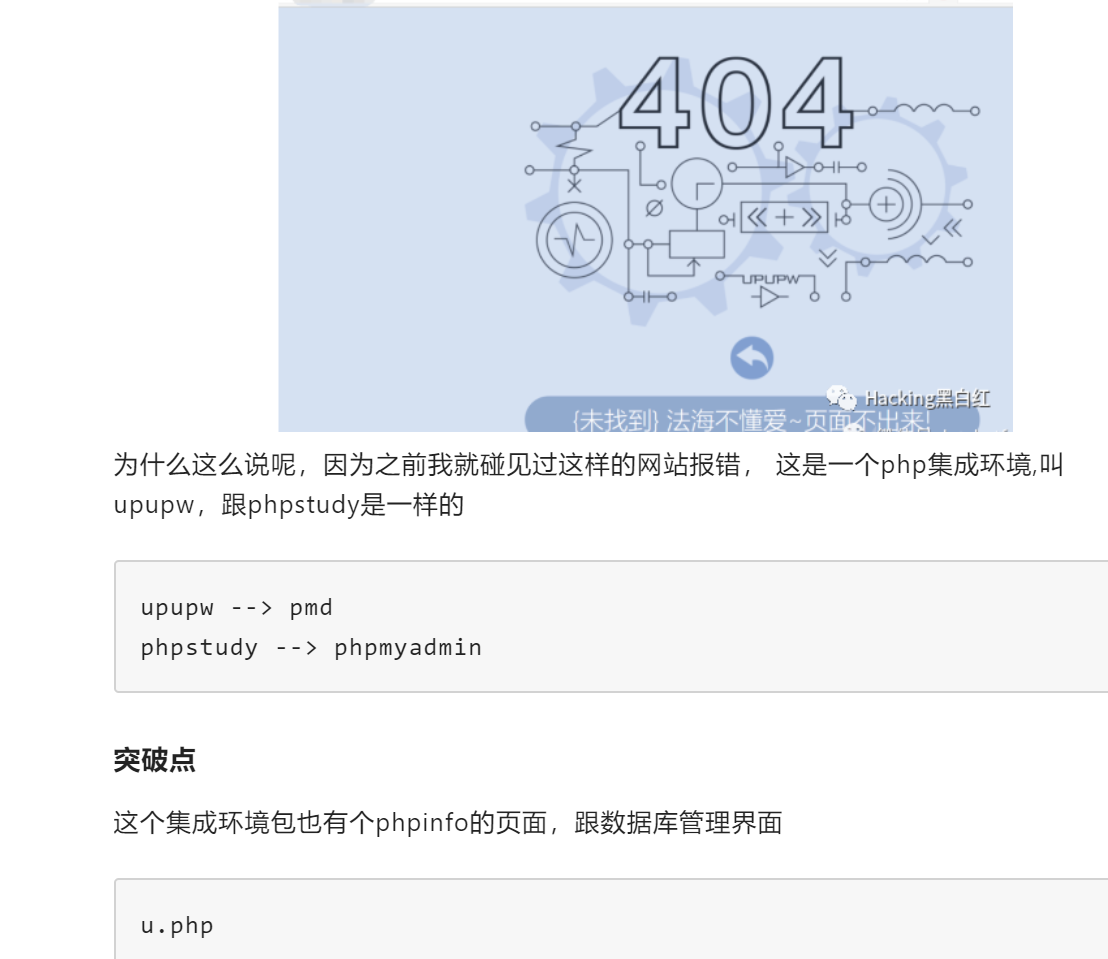 404
UPUPW
Hacking黑白红
{未找到} 法海不懂爱~页面不出来!
为什么这么说呢，因为之前我就碰见过这样的网站报错， 这是一个php集成环境,叫
upupw，跟phpstudy是一样的
upupw --> pmd
phpstudy --> phpmyadmin
突破点
这个集成环境包也有个phpinfo的页面，跟数据库管理界面
u.php